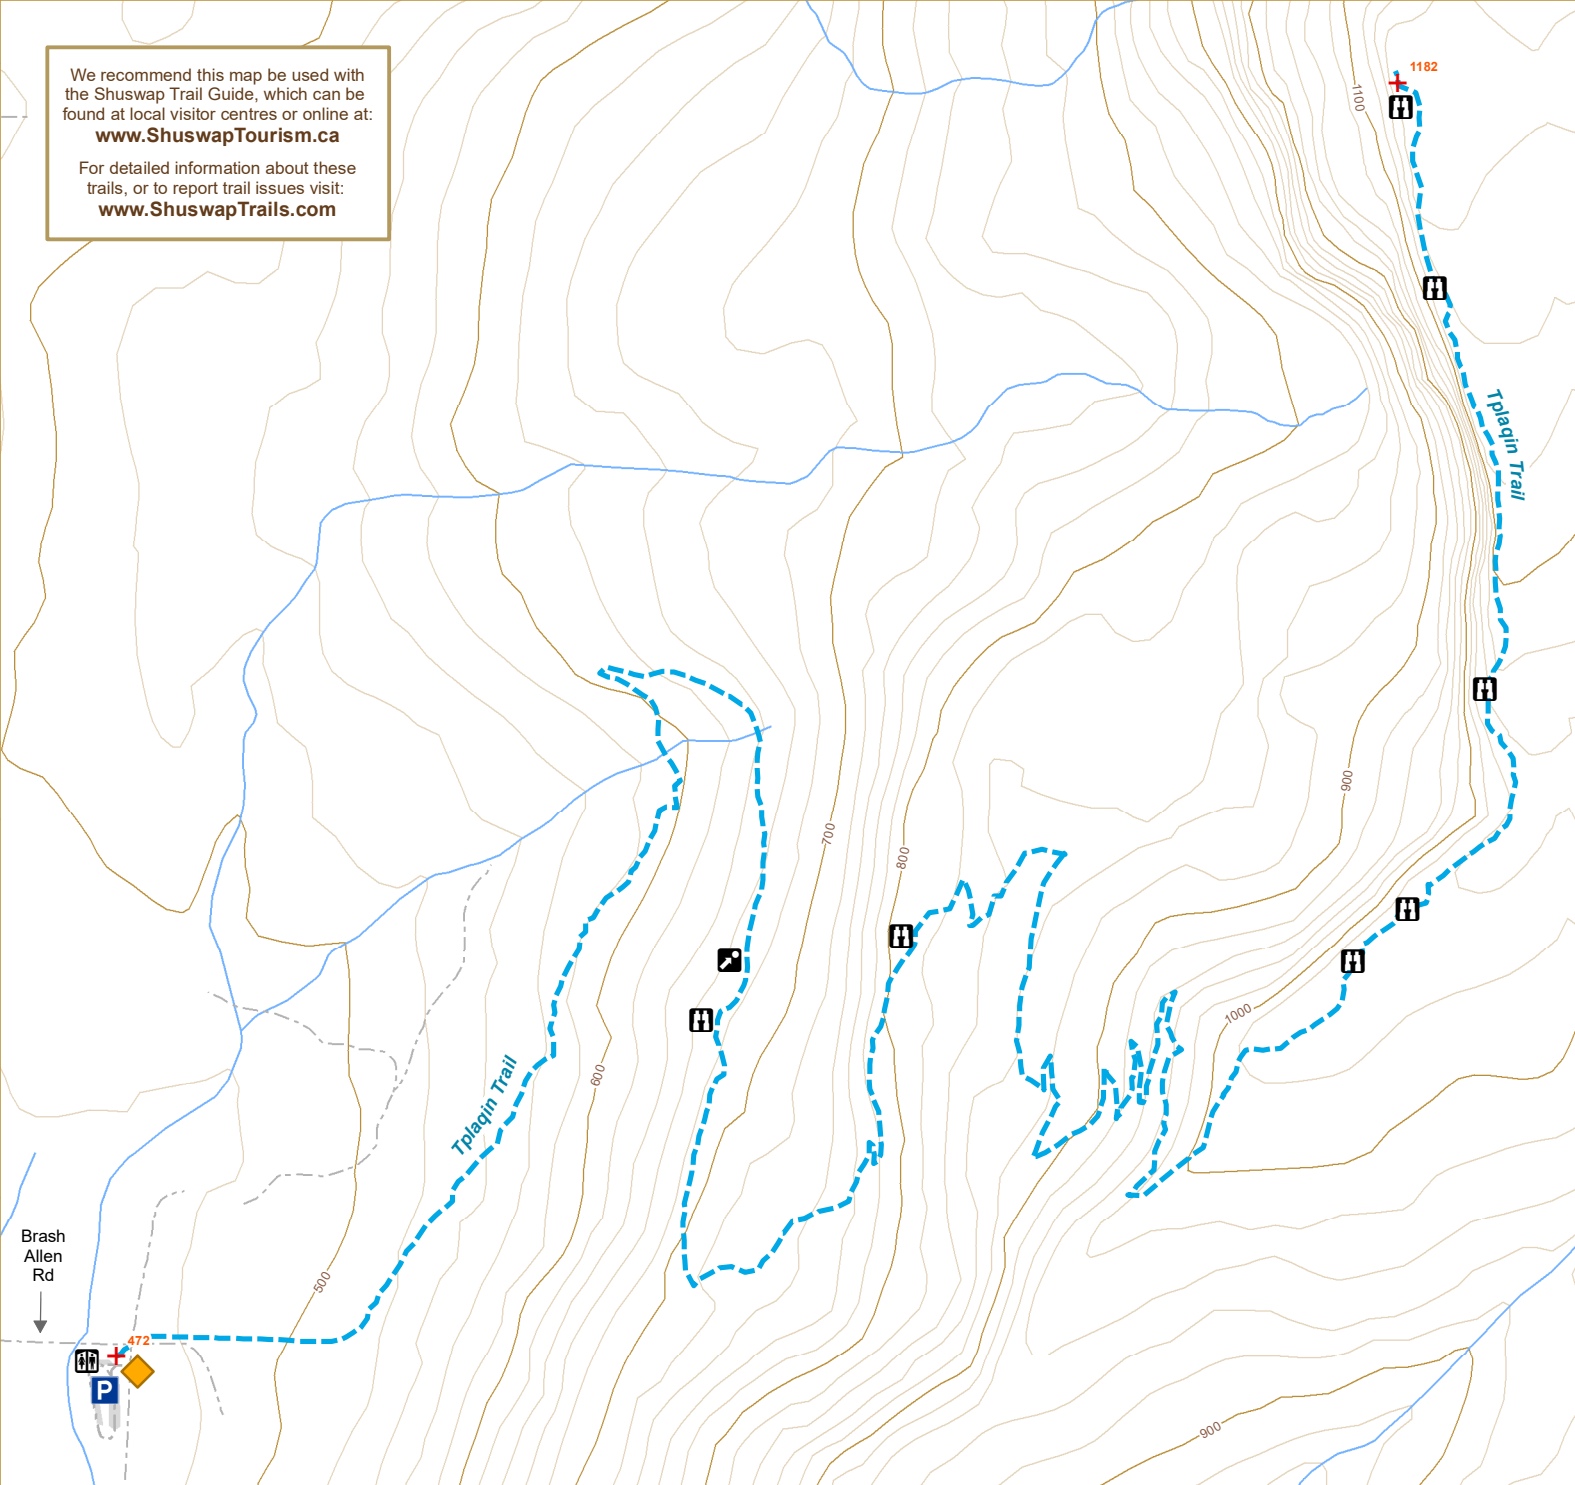 We recommend this map be used with
the Shuswap Trail Guide, which can be
found at local visitor centres or online at:
www.ShuswapTourism.ca
For detailed information about these
trails, or to report trail issues visit:
www.ShuswapTrails.com
1182
1100
Tplaqin Trail
900
700
800
1000
600
Tplaqin Trail
Brash
Allen
Rd
500
472
P
900